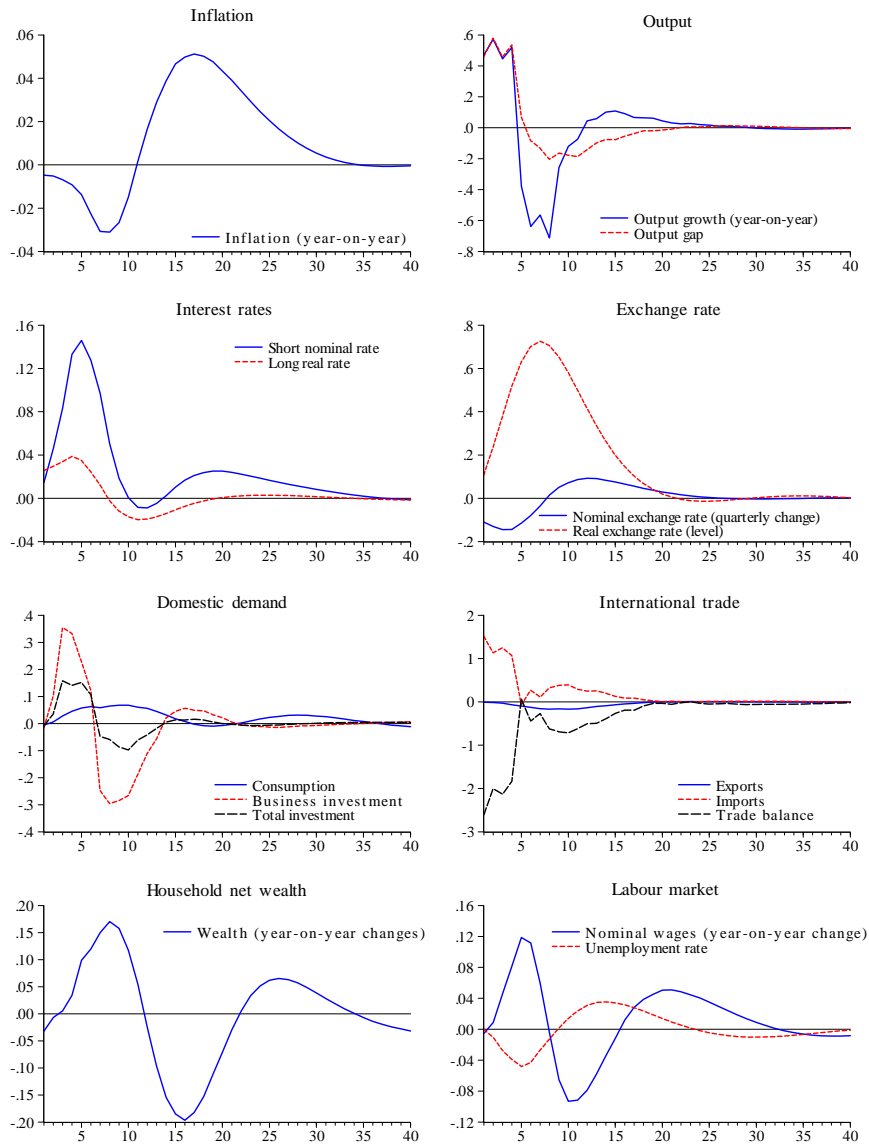 Inflation
.06
.04
.02
.00
-.02
-.04
Inflation (year-on-year)
5 10 15 20 25 30 35 40
Output
.6
.4
.2
.0
-.2
-.4
-.6
-.8
Output growth (year-on-year)
Output gap
5 10 15 20 25 30 35 40
Interest rates
.16
.12
.08
.04
.00
-.04
Short nominal rate
Long real rate
5 10 15 20 25 30 35 40
Exchange rate
.8
.6
.4
.2
.0
-.2
Nominal exchange rate (quarterly change)
Real exchange rate (level)
5 10 15 20 25 30 35 40
Domestic demand
.4
.3
.2
.1
.0
-.1
-.2
-.3
-.4
Consumption
Business investment
Total investment
5 10 15 20 25 30 35 40
International trade
2
1
0
-1
-2
-3
Exports
Imports
Trade balance
5 10 15 20 25 30 35 40
Household net wealth
.20
.15
.10
.05
.00
-.05
-.10
-.15
-.20
Wealth (year-on-year changes)
5 10 15 20 25 30 35 40
Labour market
.16
.12
.08
.04
.00
-.04
-.08
-.12
Nominal wages (year-on-year change)
Unemployment rate
5 10 15 20 25 30 35 40